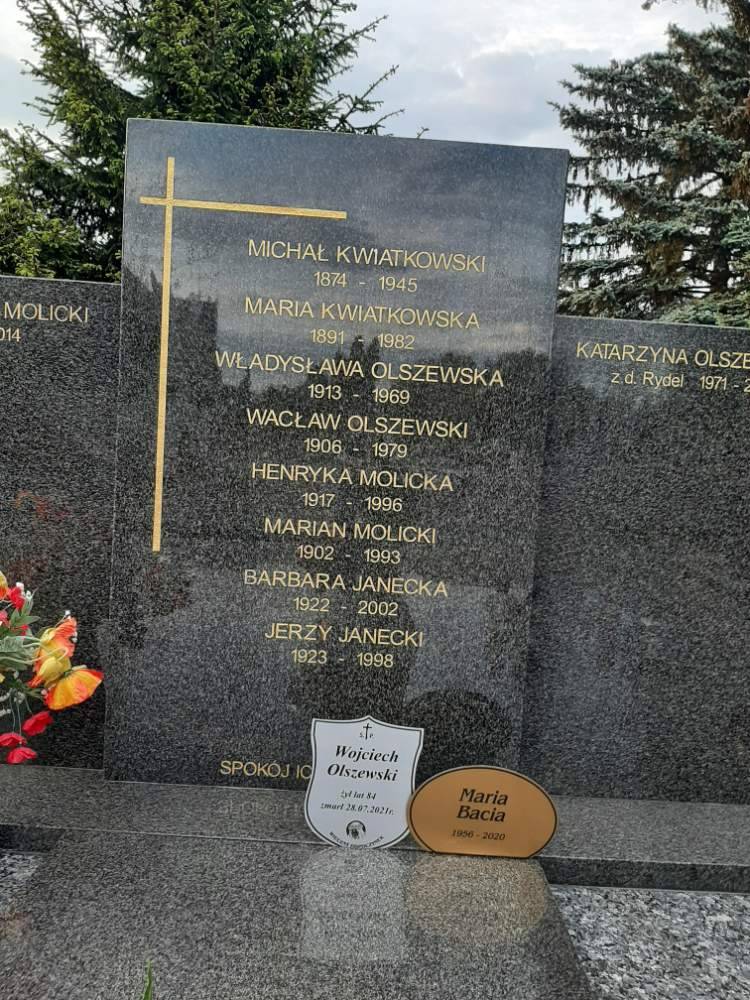 MICHAŁ KWIATKOWSKI
1874 - 1945
MARIA KWIATKOWSKA
1891 - 1982
WŁADYSŁAWA OLSZEWSKA
1913 - 1969
WACŁAW OLSZEWSKI
1906 - 1979
HENRYKA MOLICKA
1917 - 1996
MARIAN MOLICKI
1902 - 1993
BARBARA JANECKA
1922 - 2002
JERZY JANECKI
1923 - 1998
SPOKÓJ
MOLICKI
014
KATARZYNA
z.d. Rydel 1971 -
Ś. P.
Wojciech
Olszewski
żył lat 84
zmarł 28.07.2021r.
Maria
Bacia
1956 - 2020